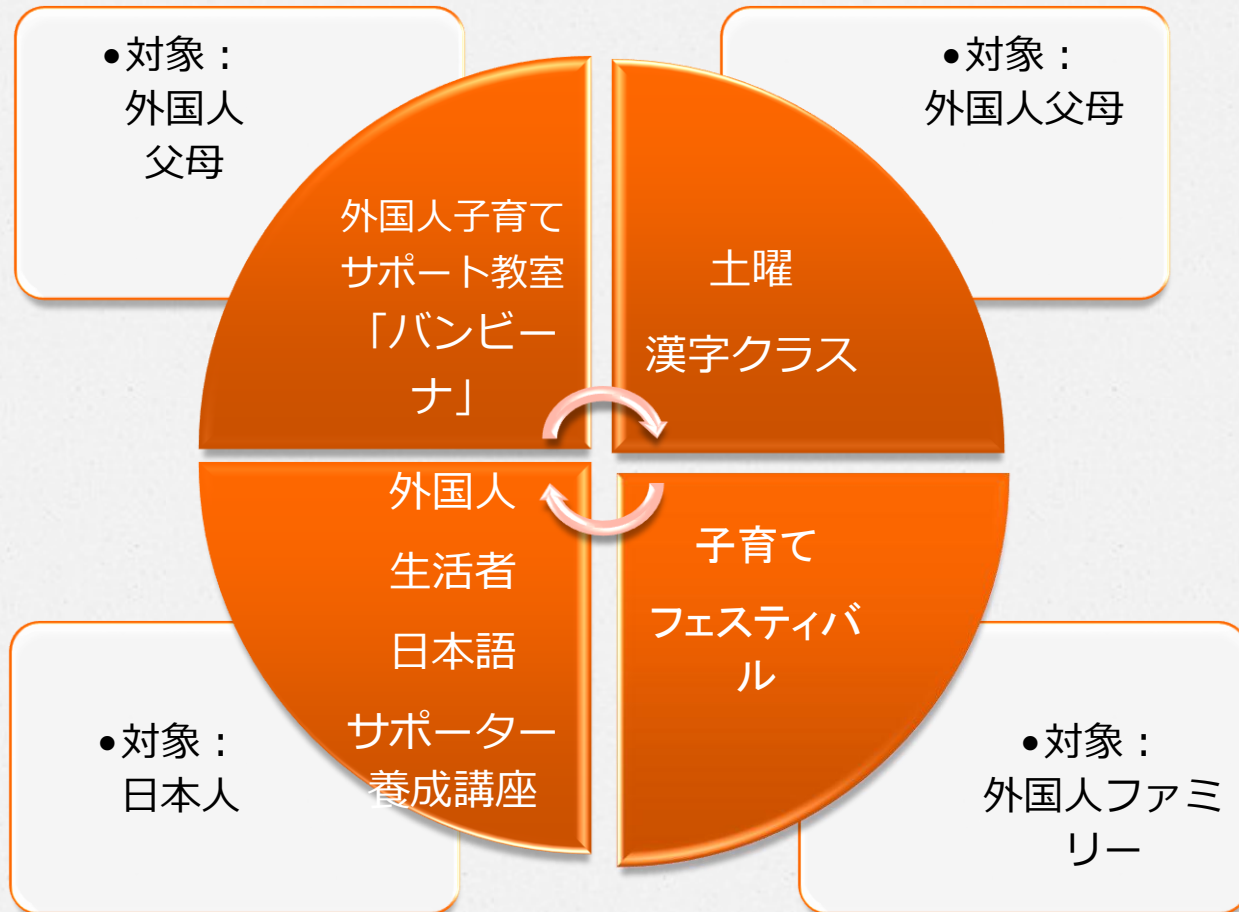 •対象：
外国人
父母
外国人子育て
サポート教室
「バンビー
ナ」
•対象：
外国人父母
土曜
漢字クラス
•対象：
日本人
外国人
生活者
日本語
サポーター
養成講座
子育て
フェスティバ
ル
•対象：
外国人ファミ
リー